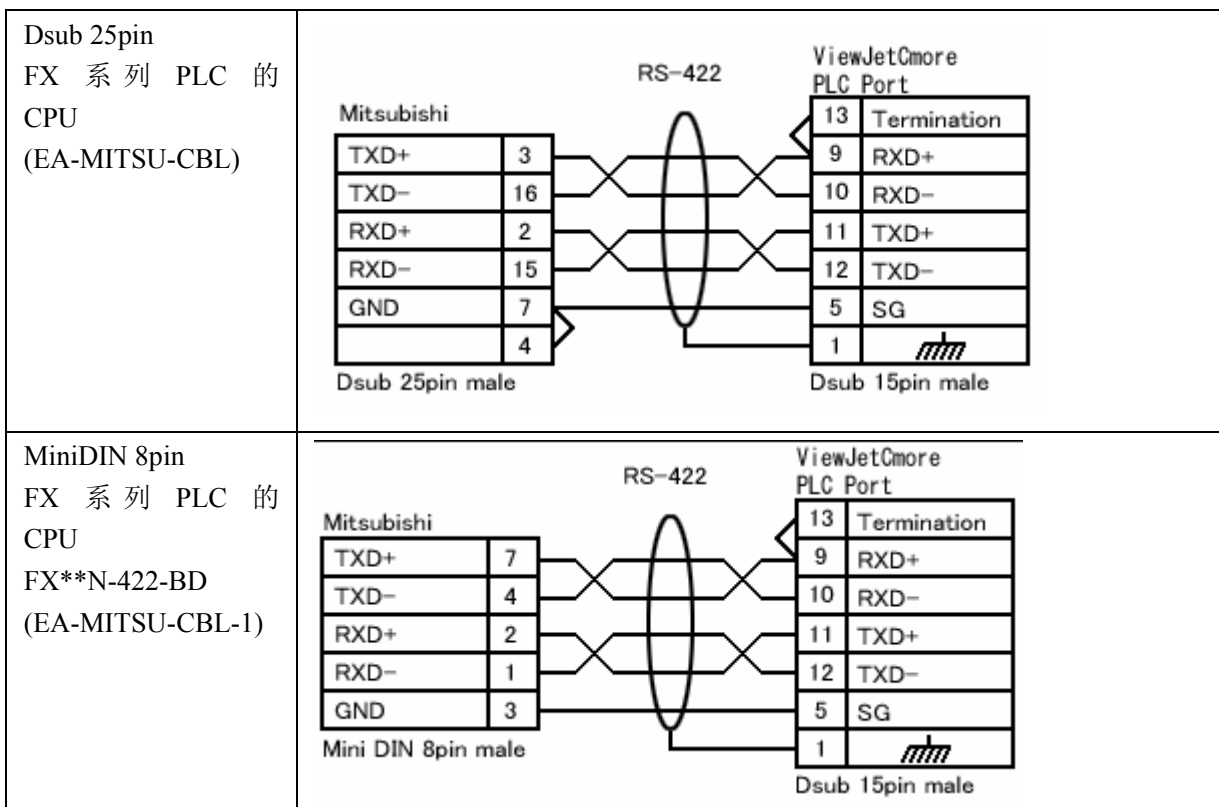 Dsub 25pin
FX 系 列 PLC 的
CPU
(EA-MITSU-CBL)
RS-422
ViewJetCmore
PLC Port
Mitsubishi
13 Termination
TXD+ 3
9 RXD+
TXD- 16
10 RXD-
RXD+ 2
11 TXD+
RXD- 15
12 TXD-
GND 7
5 SG
4
1
Dsub 25pin male
Dsub 15pin male
MiniDIN 8pin
FX 系 列 PLC 的
CPU
FX**N-422-BD
(EA-MITSU-CBL-1)
RS-422
ViewJetCmore
PLC Port
Mitsubishi
13 Termination
TXD+ 7
9 RXD+
TXD- 4
10 RXD-
RXD+ 2
11 TXD+
RXD- 1
12 TXD-
GND 3
5 SG
1
Mini DIN 8pin male
Dsub 15pin male